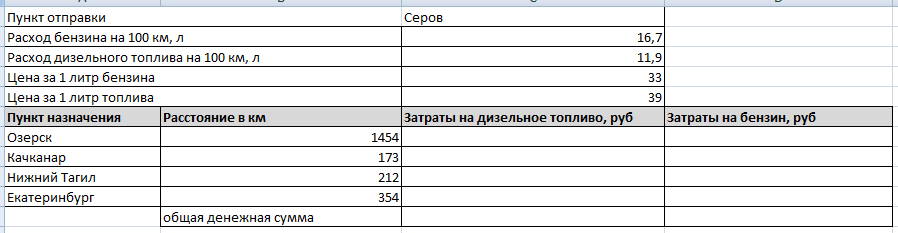 Пункт отправки Серов
Расход бензина на 100 км, л 16,7
Расход дизельного топлива на 100 км, л 11,9
Цена за 1 литр бензина 33
Цена за 1 литр топлива 39
Пункт назначения Расстояние в км Затраты на дизельное топливо, руб Затраты на бензин, руб
Озерск 1454
Качканар 173
Нижний Тагил 212
Екатеринбург 354
общая денежная сумма